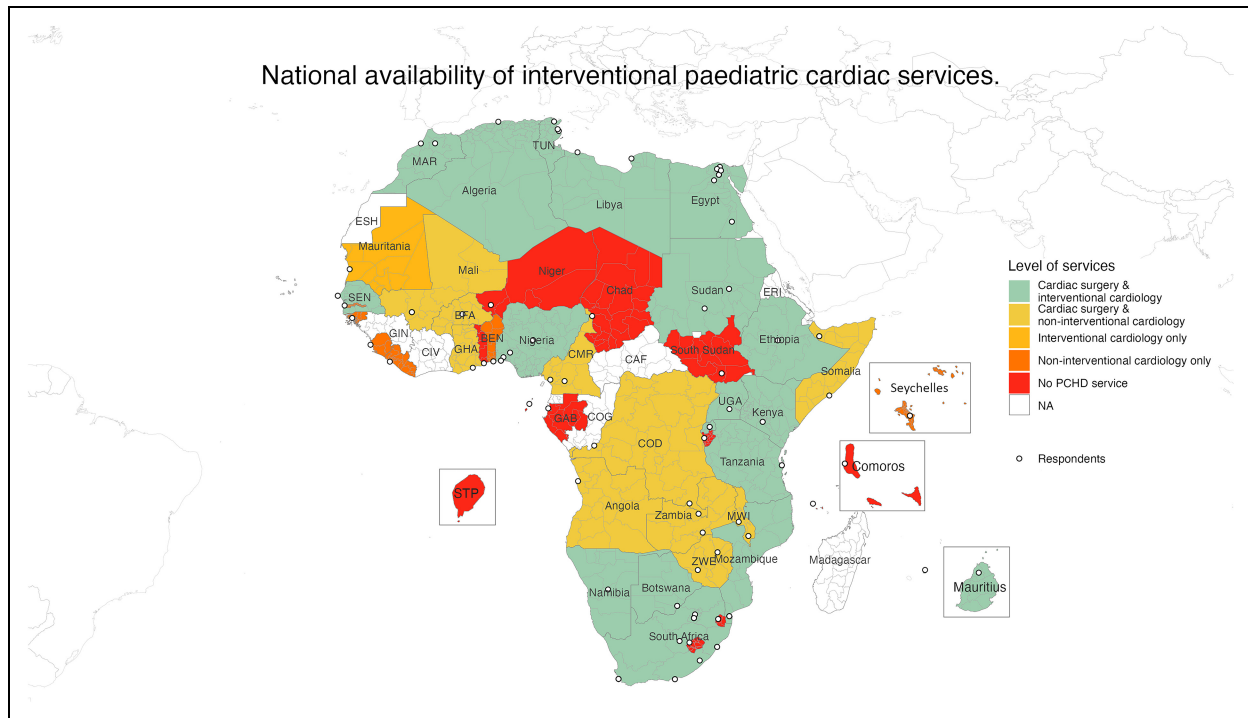 National availability of interventional paediatric cardiac services.
TUN
MAR
Algeria
Libya
Egypt
ESH
Mauritania
Mali
Niger
Chad
Sudan
ERI
SEN
BFA
GIN
BEN
GHA
CIV
Nigeria
CMR
CAF
South Sudan
Ethiopia
Somalia
UGA
Kenya
GAB
COG
COD
Tanzania
Angola
Zambia
MWI
ZWE
Mozambique
Madagascar
Namibia
Botswana
South Africa
STP
Seychelles
Comoros
Mauritius
Level of services
Cardiac surgery &
interventional cardiology
Cardiac surgery &
non-interventional cardiology
Interventional cardiology only
Non-interventional cardiology only
No PCHD service
NA
Respondents